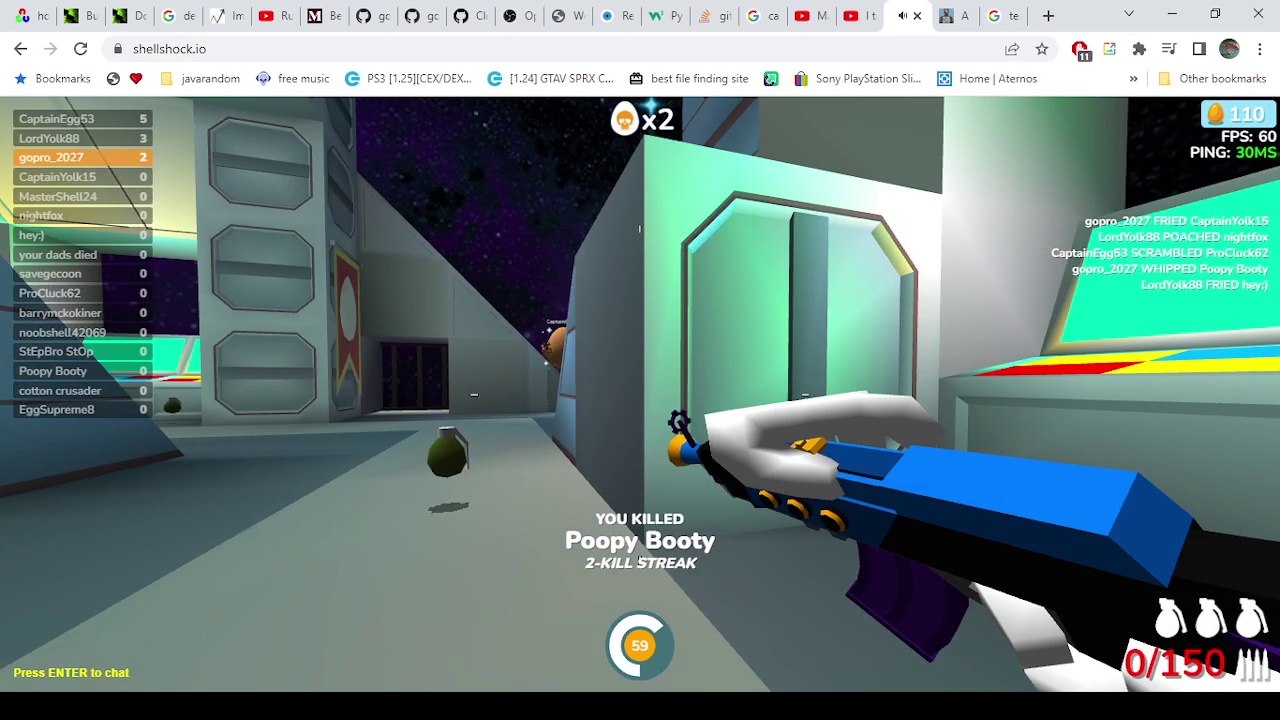 hc
Bu
Dc
de
Im
Ru
Be
gc
gc
Cli
Op
W
Re
Py
git
ca
M
I t
A
te
shellshock.io
11
Bookmarks
javarandom
free music
PS3 [1.25](CEX/DEX...
[1.24] GTAV SPRX C...
best file finding site
Sony PlayStation Sli...
Home | Aternos
»
Other bookmarks
CaptainEgg53 5
LordYolk88 3
gopro_2027 2
CaptainYolk15 0
MasterShell24 0
nightfox 0
hey:) 0
your dads died 0
savegecoon 0
ProCluck62 0
barrymckokiner 0
noobshell42069 0
StEpBro StOp 0
Poopy Booty 0
cotton crusader 0
EggSupreme8 0
x2
110
FPS: 60
PING: 30MS
gopro_2027 FRIED CaptainYolk15
LordYolk88 POACHED nightfox
CaptainEgg53 SCRAMBLED ProCluck62
gopro_2027 WHIPPED Poopy Booty
LordYolk88 FRIED hey:)
YOU KILLED
Poopy Booty
2-KILL STREAK
59
0/150
Press ENTER to chat